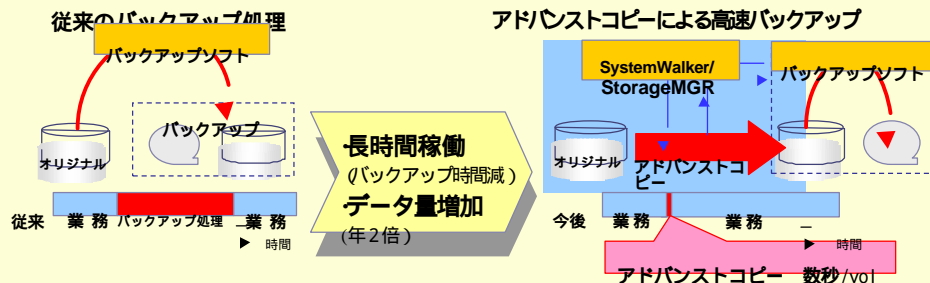 従来のバックアップ処理
バックアップソフト
バックアップ
オリジナル
従来
業 務
バックアップ処理
業 務
時間
・長時間稼働
(バックアップ時間減)
・データ量増加
(年2倍)
アドバンストコピーによる高速バックアップ
SystemWalker/
StorageMGR
バックアップソフト
オリジナル
アドバンストコ
ピー
今後
業 務
業 務
時間
アドバンストコピー 数秒/vol